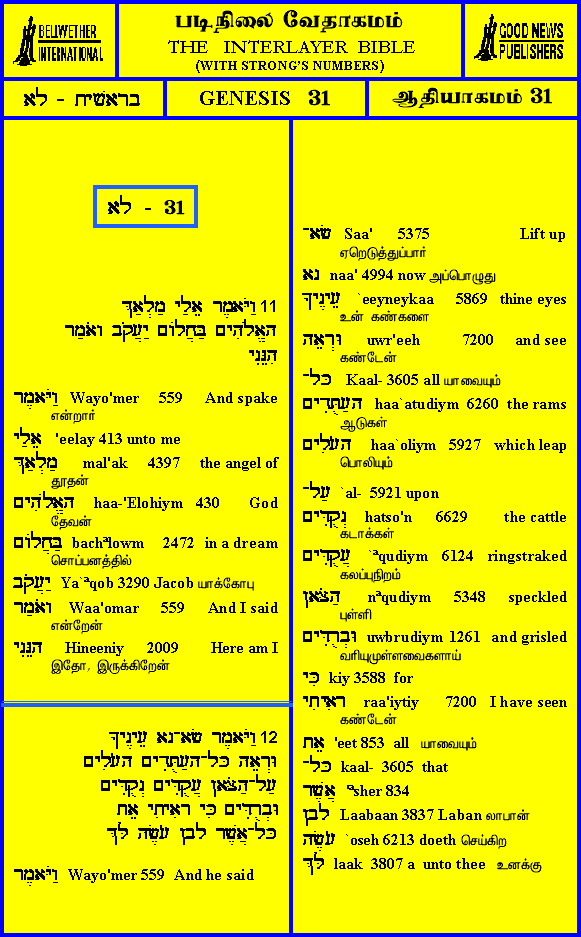 BELLWETHER
INTERNATIONAL
படிநிலை வேதாகமம்
THE INTERLAYER BIBLE
(WITH STRONG'S NUMBERS)
GOOD NEWS
PUBLISHERS
בראשית - לא
GENESIS 31
ஆதியாகமம் 31
לא - 31
11 וַיֹּאמֶר אֵלַי מַלְאַךְ
הָאֱלֹהִים בַּחֲלוֹם יַעֲקֹב וֹאמַר
הִנֵּנִי
וַיֹּאמֶר Wayo'mer 559 And spake
என்றார்
אֵלַי 'eelay 413 unto me
מַלְאַךְ mal'ak 4397 the angel of
தூதன்
הָאֱלֹהִים haa-'Elohiym 430 God
தேவன்
בַּחֲלוֹם bachªlowm 2472 in a dream
சொப்பனத்தில்
יַעֲקֹב Ya`ªqob 3290 Jacob யாக்கோபு
וֹאמַר Waa'omar 559 And I said
என்றேன்
הִנֵּנִי Hineeniy 2009 Here am I
இதோ, இருக்கிறேன்
12 וַיֹּאמֶר שָׂא־נָא עֵינֶיךָ
וּרְאֵה כָּל־הָעַתֻּדִים הָעֹלִים
עַל־הַצֹּאן עֲקֻדִּים נְקֻדִּים
וּבְרֻדִּים כִּי רָאִיתִי אֵת
כָּל־אֲשֶׁר לָבָן עֹשֶׂה לָּךְ
וַיֹּאמֶר Wayo'mer 559 And he said
שָׂא־ Saa' 5375 Lift up
ஏறெடுத்துப்பார்
נָא naa' 4994 now அப்பொழுது
עֵינֶיךָ `eeyneykaa 5869 thine eyes
உன் கண்களை
וּרְאֵה uwr'eeh 7200 and see
கண்டேன்
כָּל־ Kaal- 3605 all யாவையும்
הָעַתֻּדִים haa`atudiym 6260 the rams
ஆடுகள்
הָעֹלִים haa`oliym 5927 which leap
பொலியும்
עַל־ `al- 5921 upon
נְקֻדִּים hatso'n 6629 the cattle
கடாக்கள்
עֲקֻדִּים `ªqudiym 6124 ringstraked
கலப்புநிறம்
הַצֹּאן nªqudiym 5348 speckled
புள்ளி
וּבְרֻדִּים uwbrudiym 1261 and grisled
வரியுமுள்ளவைகளாய்
כִּי kiy 3588 for
רָאִיתִי raa'iytiy 7200 I have seen
கண்டேன்
אֵת 'eet 853 all யாவையும்
כָּל־ kaal- 3605 that
אֲשֶׁר ªsher 834
לָבָן Laabaan 3837 Laban லாபான்
עֹשֶׂה `oseh 6213 doeth செய்கிற
לָּךְ laak 3807 a unto thee உனக்கு